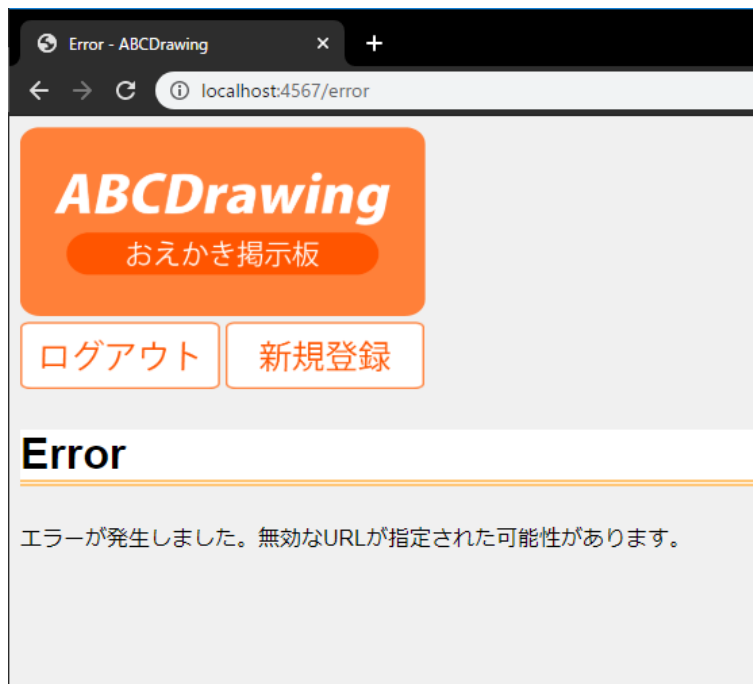 Error - ABCDrawing
localhost:4567/error
ABCDrawing
おえかき掲示板
ログアウト 新規登録
Error
エラーが発生しました。無効なURLが指定された可能性があります。